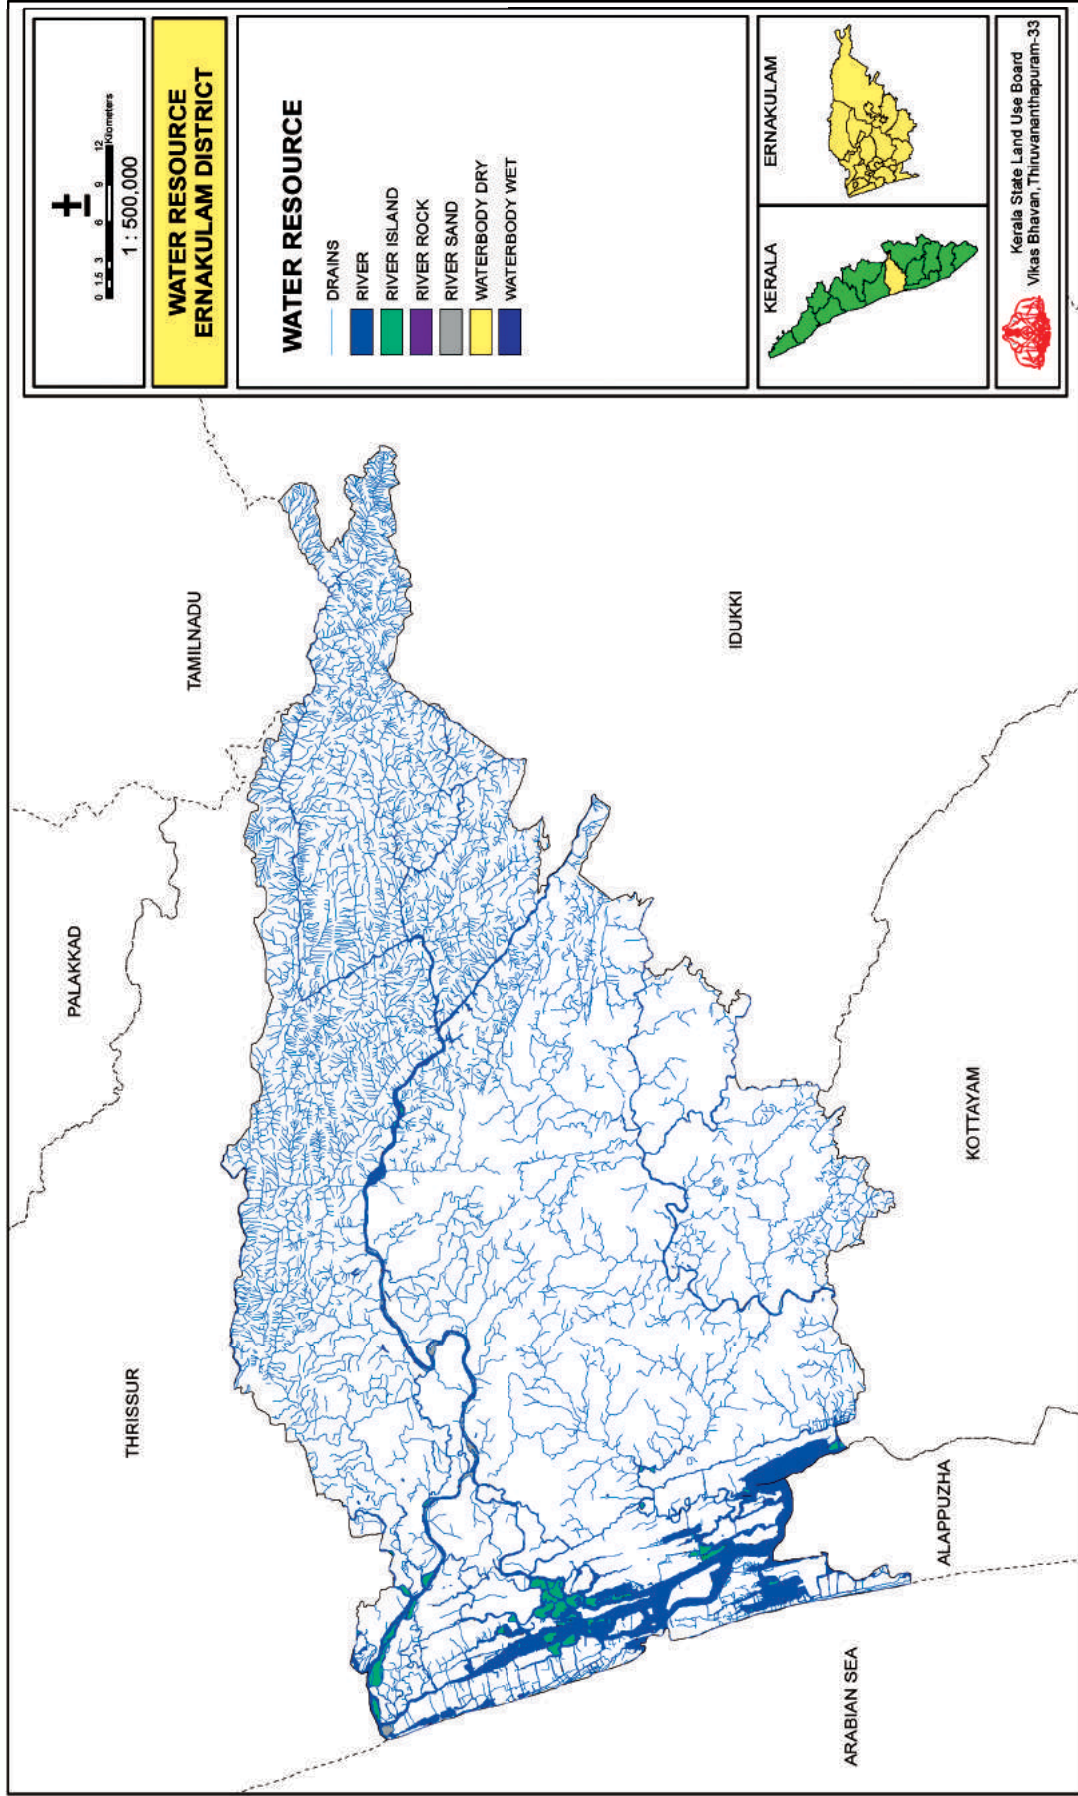 0 1.5 3 6 9 12
Kilometers
1 : 500,000
WATER RESOURCE
ERNAKULAM DISTRICT
WATER RESOURCE
DRAINS
RIVER
RIVER ISLAND
RIVER ROCK
RIVER SAND
WATERBODY DRY
WATERBODY WET
KERALA
ERNAKULAM
Kerala State Land Use Board
Vikas Bhavan,Thiruvananthapuram-33
THRISSUR
PALAKKAD
TAMILNADU
IDUKKI
KOTTAYAM
ALAPPUZHA
ARABIAN SEA